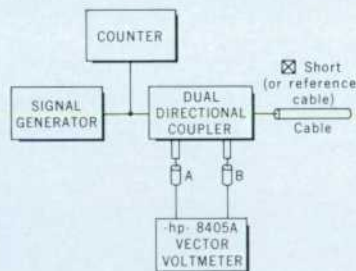 COUNTER
SIGNAL
GENERATOR
DUAL
DIRECTIONAL
COUPLER
Short
(or reference
cable)
Cable
A
B
-hp- 8405A
VECTOR
VOLTMETER